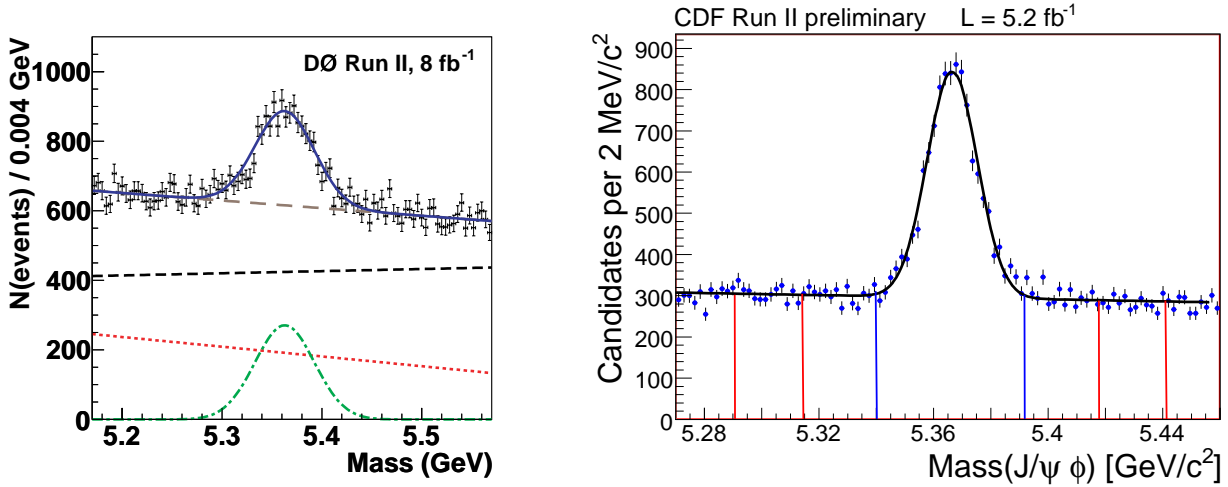 DØ Run II, 8 fb⁻¹
N(events) / 0.004 GeV
1000
800
600
400
200
0
5.2 5.3 5.4 5.5
Mass (GeV)
CDF Run II preliminary L = 5.2 fb⁻¹
Candidates per 2 MeV/c²
900
800
700
600
500
400
300
200
100
0
5.28 5.32 5.36 5.4 5.44
Mass(J/ψ φ) [GeV/c²]